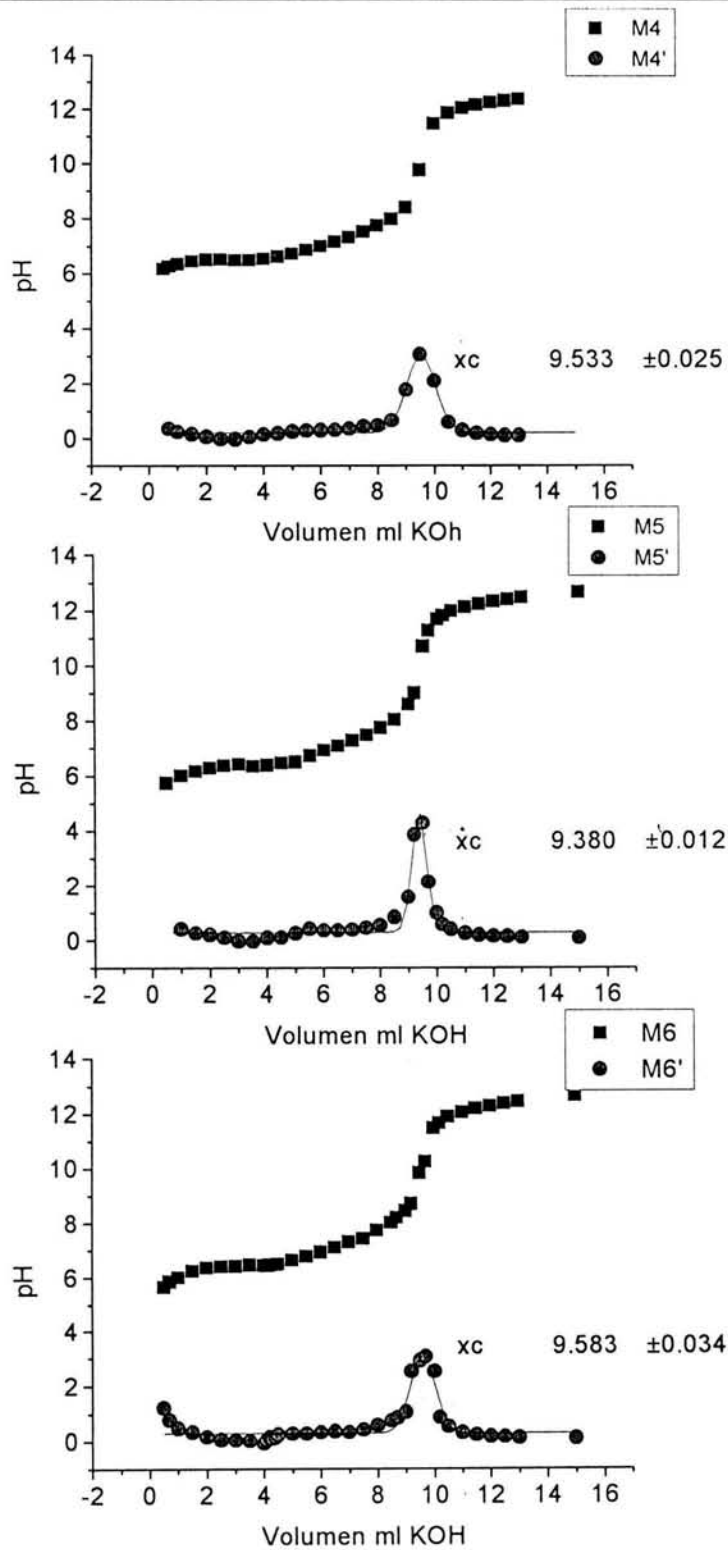 M4
M4'
14
12
10
8
6
4
2
0
pH
xc 9.533 ±0.025
-2 0 2 4 6 8 10 12 14 16
Volumen ml KOh
M5
M5'
14
12
10
8
6
4
2
0
pH
xc 9.380 ±0.012
-2 0 2 4 6 8 10 12 14 16
Volumen ml KOH
M6
M6'
14
12
10
8
6
4
2
0
pH
xc 9.583 ±0.034
-2 0 2 4 6 8 10 12 14 16
Volumen ml KOH